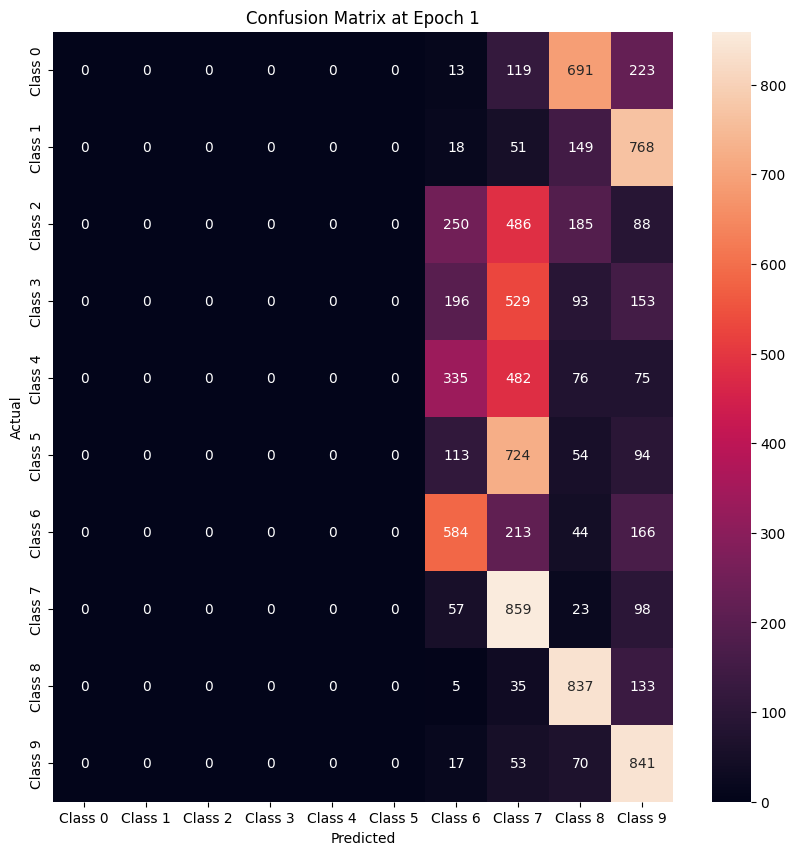 Confusion Matrix at Epoch 1
Class 0 0 0 0 0 0 0 13 119 691 223
Class 1 0 0 0 0 0 0 18 51 149 768
Class 2 0 0 0 0 0 0 250 486 185 88
Class 3 0 0 0 0 0 0 196 529 93 153
Class 4 0 0 0 0 0 0 335 482 76 75
Class 5 0 0 0 0 0 0 113 724 54 94
Class 6 0 0 0 0 0 0 584 213 44 166
Class 7 0 0 0 0 0 0 57 859 23 98
Class 8 0 0 0 0 0 0 5 35 837 133
Class 9 0 0 0 0 0 0 17 53 70 841
Class 0 Class 1 Class 2 Class 3 Class 4 Class 5 Class 6 Class 7 Class 8 Class 9
Predicted
Actual
800
700
600
500
400
300
200
100
0